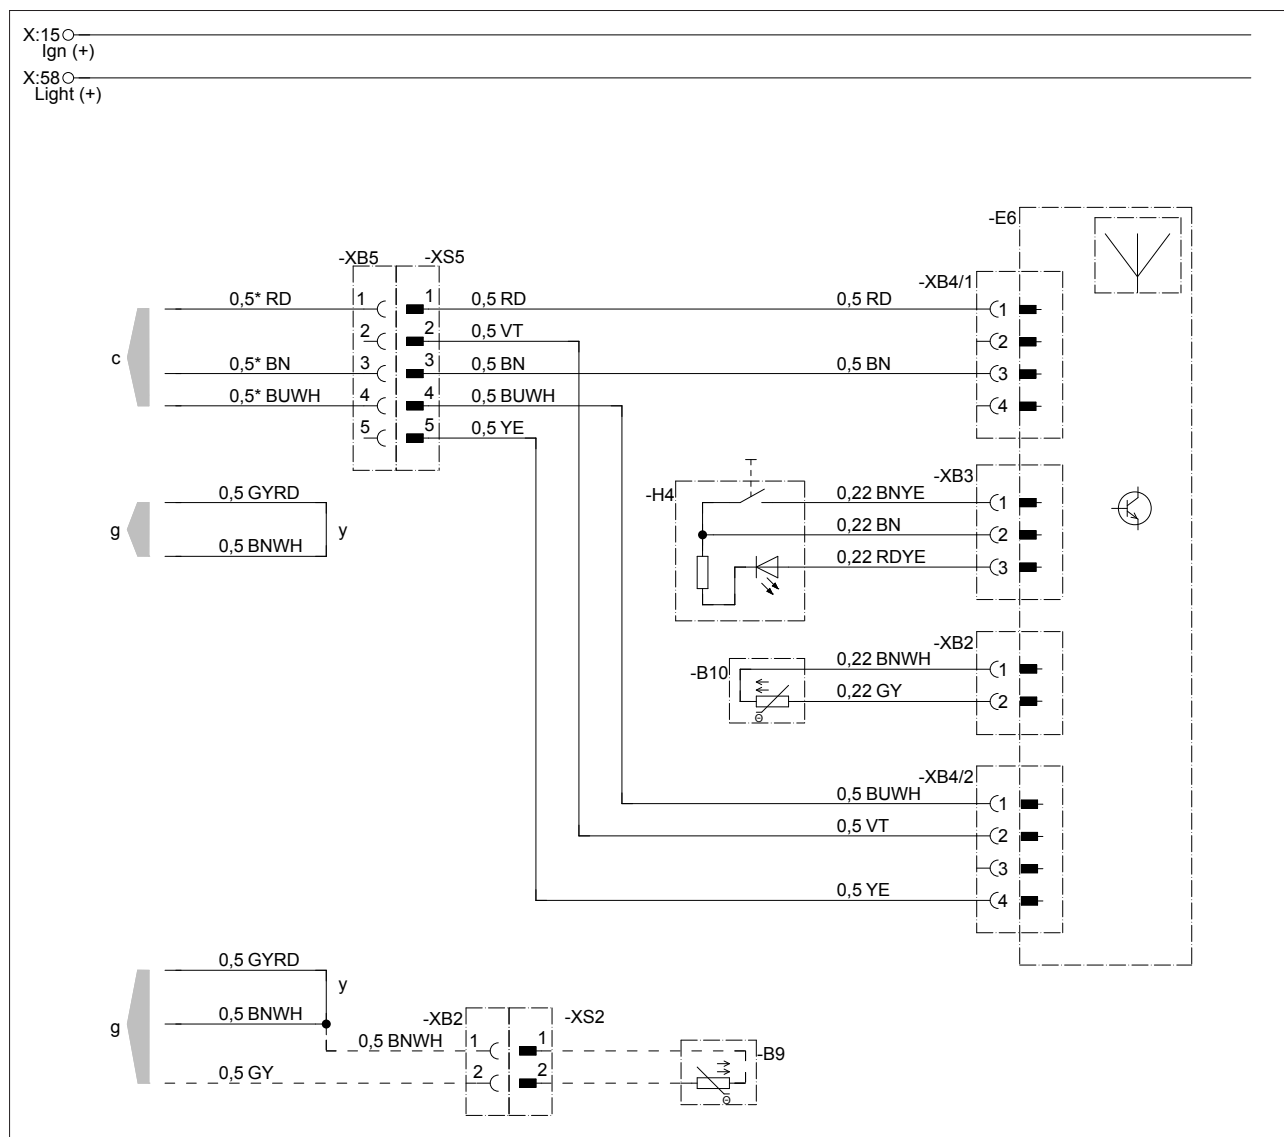 X:15
Ign (+)
X:58
Light (+)
-E6
-XB5
-XS5
-XB4/1
0,5* RD
1
1
0,5 RD
0,5 RD
1
2
2
0,5 VT
2
c
0,5* BN
3
3
0,5 BN
0,5 BN
3
0,5* BUWH
4
4
0,5 BUWH
4
5
5
0,5 YE
-XB3
-H4
0,5 GYRD
0,22 BNYE
1
g
y
0,22 BN
2
0,5 BNWH
0,22 RDYE
3
-XB2
-B10
0,22 BNWH
1
0,22 GY
2
Θ
-XB4/2
0,5 BUWH
1
0,5 VT
2
3
0,5 YE
4
0,5 GYRD
y
0,5 BNWH
-XB2
-XS2
g
0,5 BNWH
1
1
-B9
0,5 GY
2
2
Θ